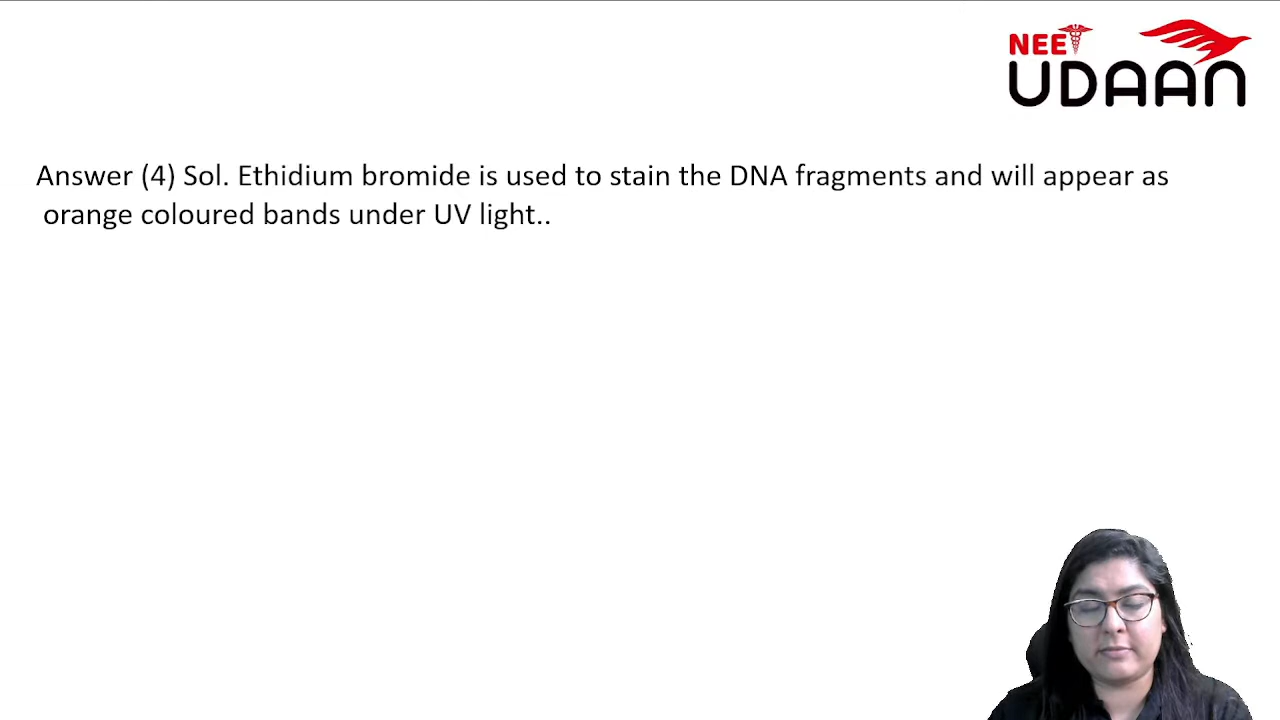 NEET
UDAAN
Answer (4) Sol. Ethidium bromide is used to stain the DNA fragments and will appear as
orange coloured bands under UV light..